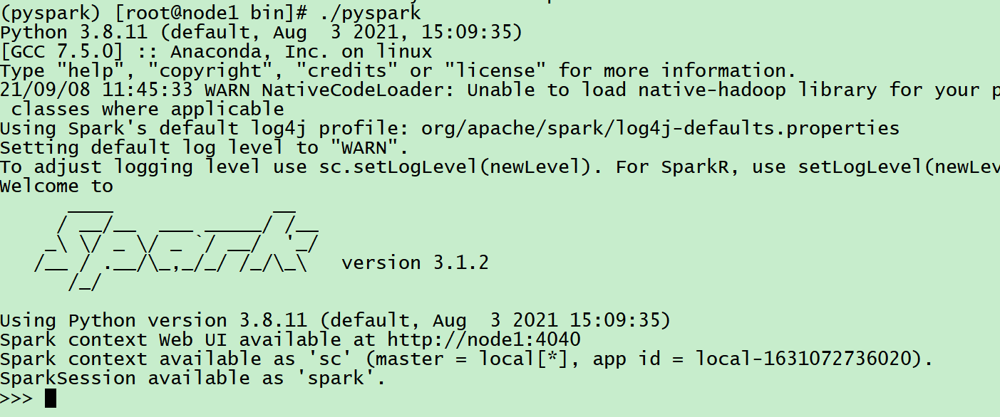 (pyspark) [root@node1 bin]# ./pyspark
Python 3.8.11 (default, Aug  3 2021, 15:09:35)
[GCC 7.5.0] :: Anaconda, Inc. on linux
Type "help", "copyright", "credits" or "license" for more information.
21/09/08 11:45:33 WARN NativeCodeLoader: Unable to load native-hadoop library for your p
 classes where applicable
Using Spark's default log4j profile: org/apache/spark/log4j-defaults.properties
Setting default log level to "WARN".
To adjust logging level use sc.setLogLevel(newLevel). For SparkR, use setLogLevel(newLev
Welcome to
      ____              __
     / __/__  ___ _____/ /__
    _\ \/ _ \/ _ `/ __/  '_/
   /__ / .__/\_,_/_/ /_/\_\   version 3.1.2
      /_/
Using Python version 3.8.11 (default, Aug  3 2021 15:09:35)
Spark context Web UI available at http://node1:4040
Spark context available as 'sc' (master = local[*], app id = local-1631072736020).
SparkSession available as 'spark'.
>>>